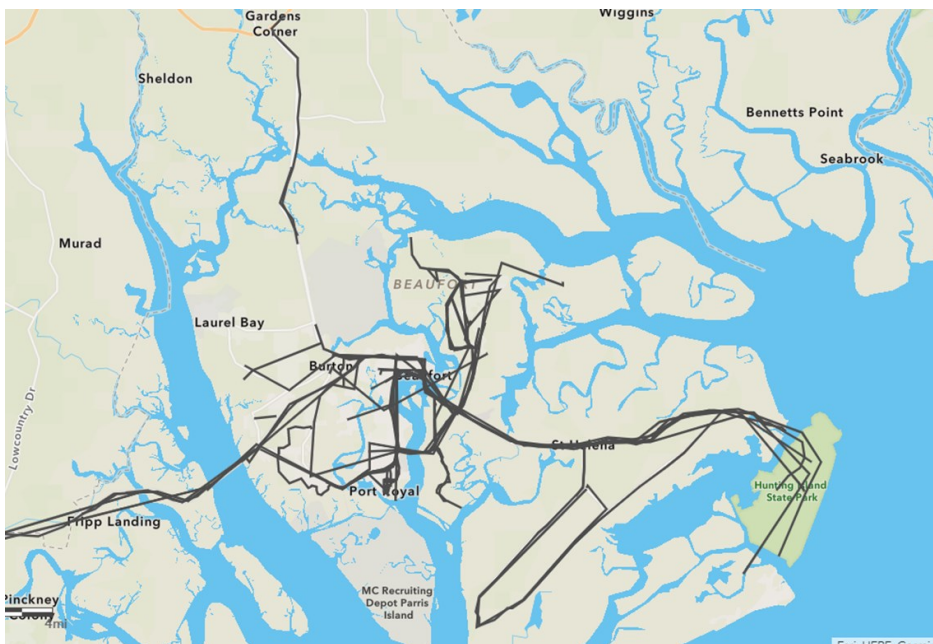 Gardens
Corner
Wiggins
Sheldon
Bennetts Point
Seabrook
Murad
BEAUFORT
Laurel Bay
Burton
Beaufort
Lowcountry Dr
St Helena
Hunting Island
State Park
Port Royal
Fripp Landing
MC Recruiting
Depot Parris
Island
Pinckney
Colony
4mi